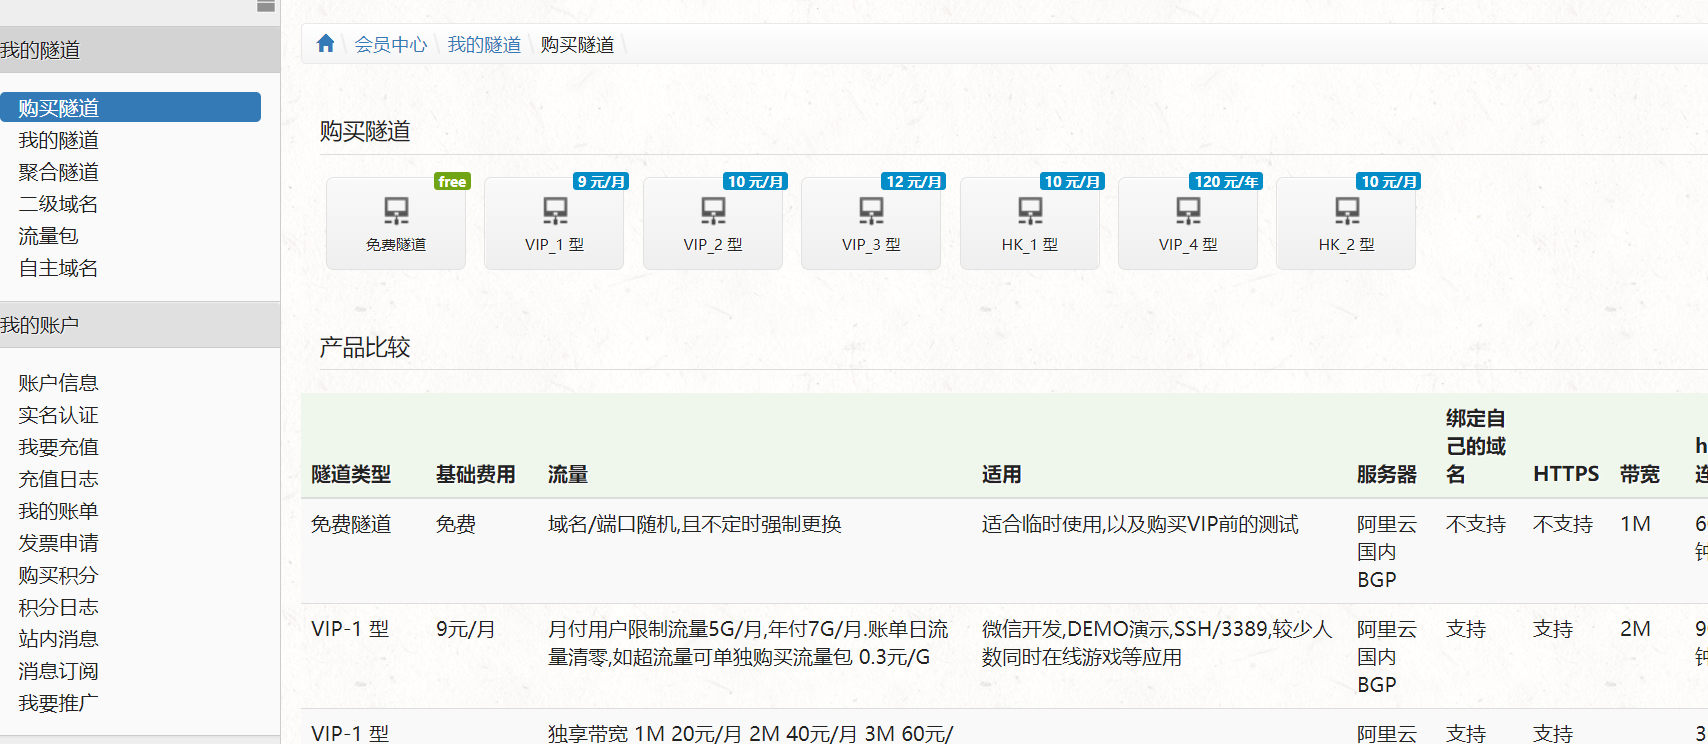 我的隧道
购买隧道
我的隧道
聚合隧道
二级域名
流量包
自主域名
我的账户
账户信息
实名认证
我要充值
充值日志
我的账单
发票申请
购买积分
积分日志
站内消息
消息订阅
我要推广
会员中心 \ 我的隧道 \ 购买隧道 \
购买隧道
free
免费隧道
9 元/月
VIP_1 型
10 元/月
VIP_2 型
12 元/月
VIP_3 型
10 元/月
HK_1 型
120 元/年
VIP_4 型
10 元/月
HK_2 型
产品比较
隧道类型 基础费用 流量 适用 服务器 绑定自
己的域
名 HTTPS 带宽
免费隧道 免费 域名/端口随机,且不定时强制更换 适合临时使用,以及购买VIP前的测试 阿里云 不支持 不支持 1M 6
国内 钟
BGP
VIP-1 型 9元/月 月付用户限制流量5G/月,年付7G/月.账单日流 微信开发,DEMO演示,SSH/3389,较少人 阿里云 支持 支持 2M 9
量清零,如超流量可单独购买流量包 0.3元/G 数同时在线游戏等应用 国内 钟
BGP
VIP-1 型 独享带宽 1M 20元/月 2M 40元/月 3M 60元/ 阿里云 支持 支持 3